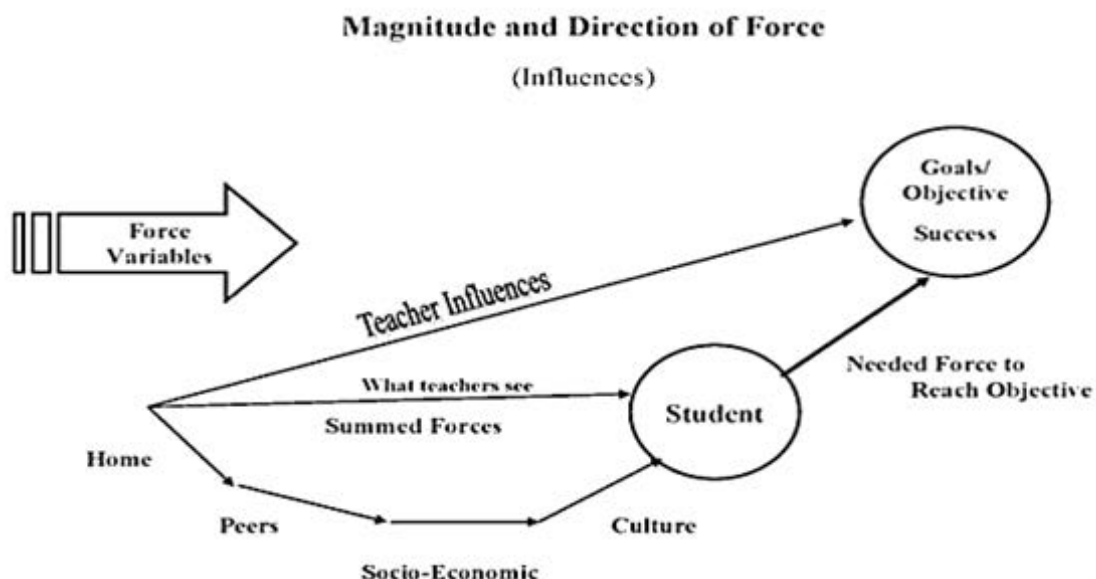 Magnitude and Direction of Force
(Influences)
Goals/
Objective
Success
Force
Variables
Teacher Influences
What teachers see
Summed Forces
Student
Needed Force to
Reach Objective
Home
Peers
Culture
Socio-Economic